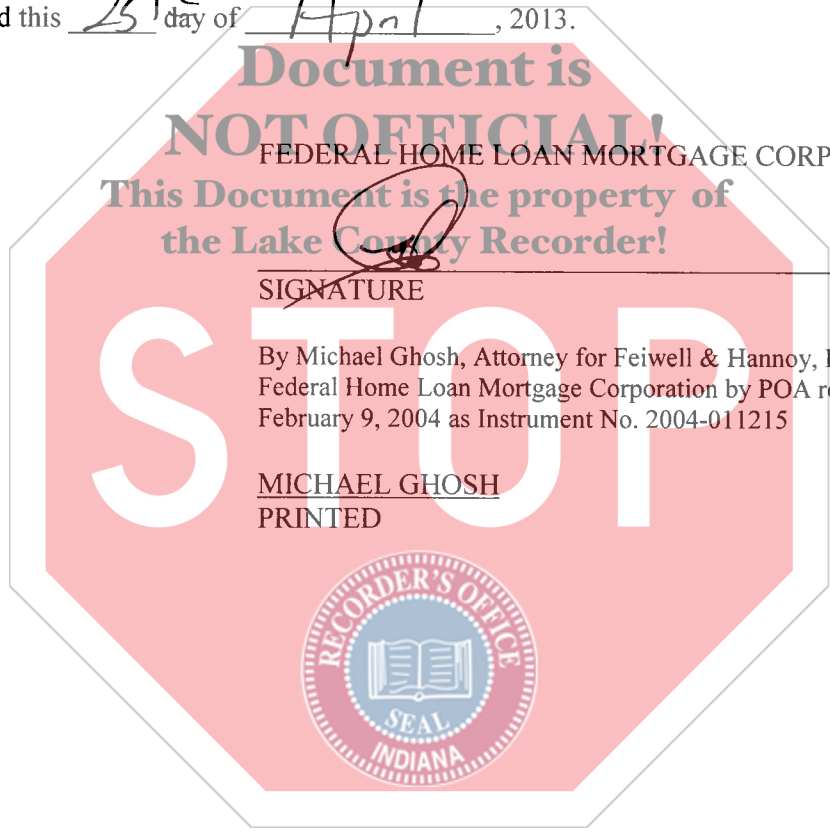 d this 25th day of April, 2013.
Document is
NOT OFFICIAL!
FEDERAL HOME LOAN MORTGAGE CORP
This Document is the property of
the Lake County Recorder!
SIGNATURE
STOP
By Michael Ghosh, Attorney for Feiwell & Hannoy,
Federal Home Loan Mortgage Corporation by POA re
February 9, 2004 as Instrument No. 2004-011215
MICHAEL GHOSH
PRINTED
RECORDER'S OFFICE
SEAL
INDIANA